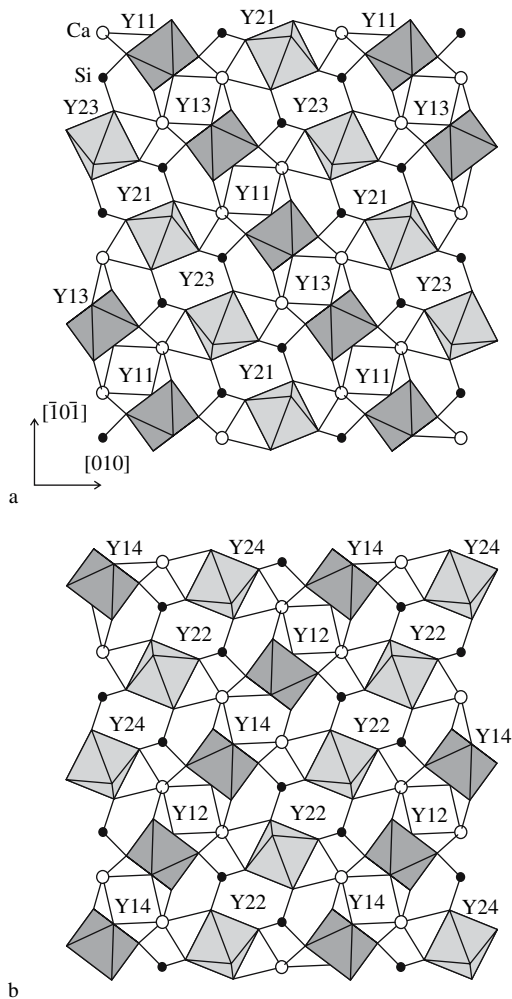 Y11 Y21 Y11
Ca
Si
Y23 Y13 Y23 Y13
Y21 Y11 Y21
Y23 Y13 Y23
Y13
Y11 Y21 Y11
[1̄01̄]
[010]
a
Y14 Y24 Y14 Y24
Y22 Y12 Y22
Y24 Y14 Y22 Y14
Y12 Y22 Y12
Y14 Y22 Y14 Y24
b